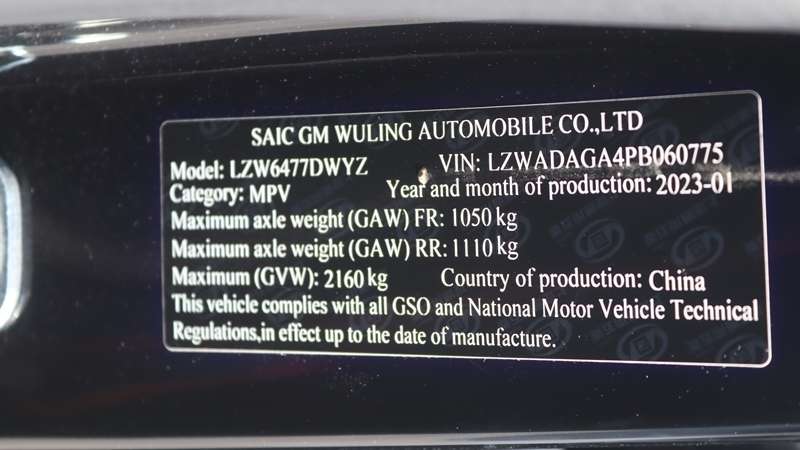 SAIC GM WULING AUTOMOBILE CO.,LTD
Model: LZW6477DWYZ VIN: LZWADAGA4PB060775
Category: MPV Year and month of production: 2023-01
Maximum axle weight (GAW) FR: 1050 kg
Maximum axle weight (GAW) RR: 1110 kg
Maximum (GVW): 2160 kg Country of production: China
This vehicle complies with all GSO and National Motor Vehicle Technical
Regulations,in effect up to the date of manufacture.